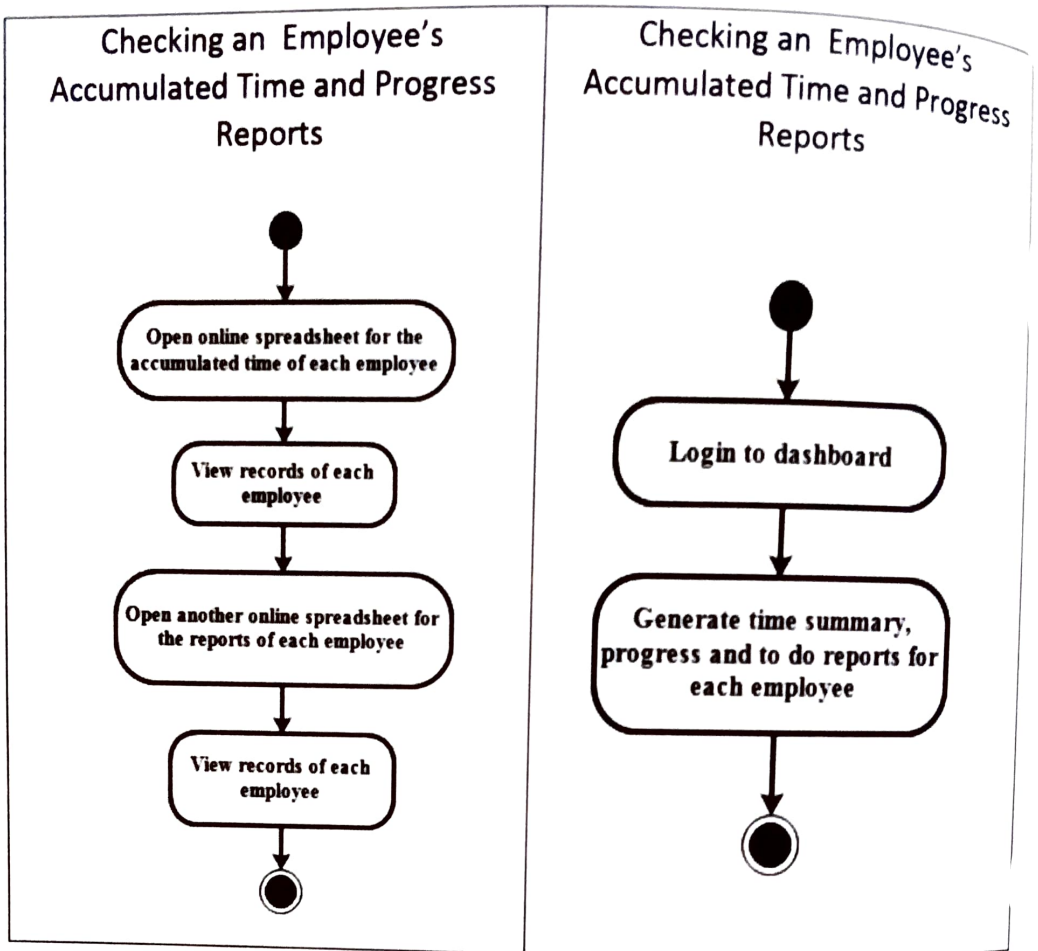 Checking an Employee's
Accumulated Time and Progress
Reports
Open online spreadsheet for the
accumulated time of each employee
View records of each
employee
Open another online spreadsheet for
the reports of each employee
View records of each
employee
Checking an Employee's
Accumulated Time and Progress
Reports
Login to dashboard
Generate time summary,
progress and to do reports for
each employee